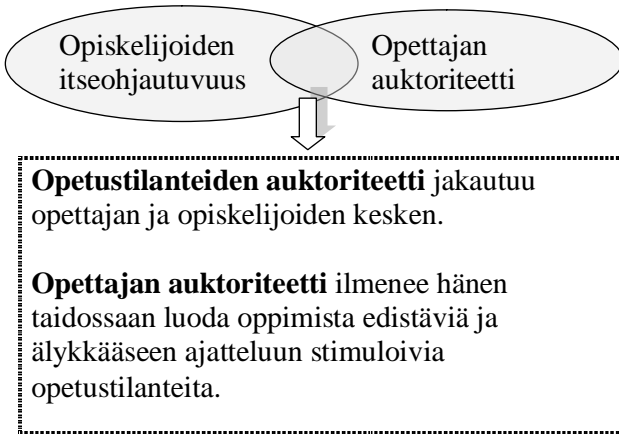 Opiskelijoiden
itseohjautuvuus
Opettajan
auktoriteetti
Opetustilanteiden auktoriteetti jakautuu
opettajan ja opiskelijoiden kesken.
Opettajan auktoriteetti ilmenee hänen
taidossaan luoda oppimista edistäviä ja
älykkääseen ajatteluun stimuloivia
opetustilanteita.